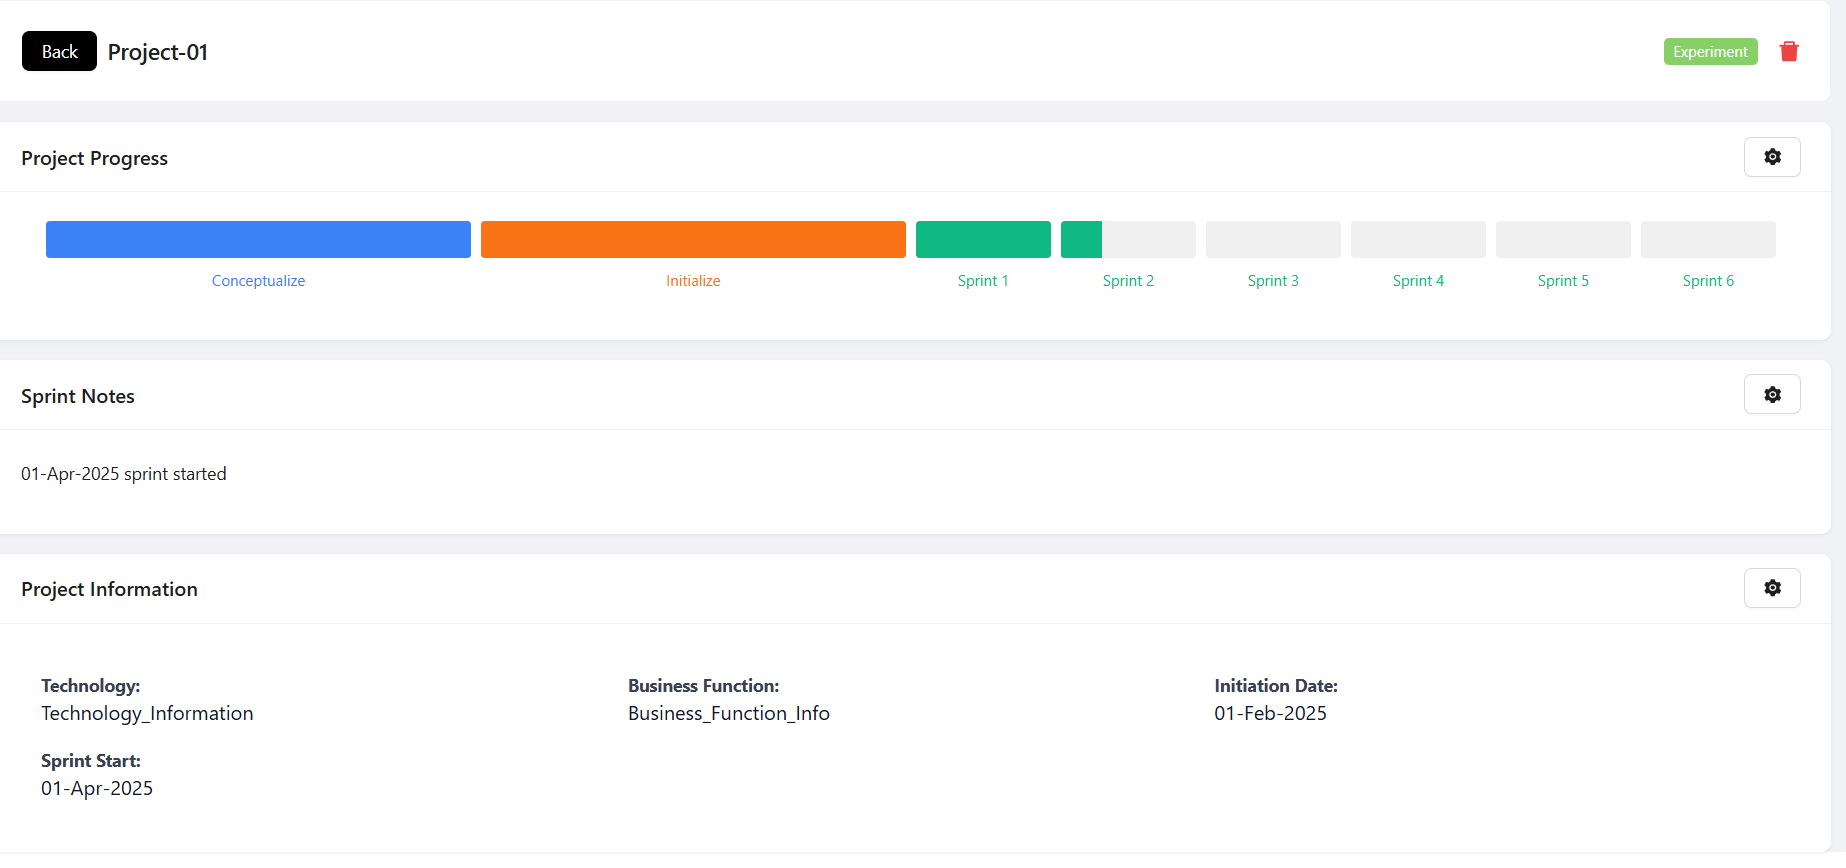 Back Project-01 Experiment
Project Progress
Conceptualize Initialize Sprint 1 Sprint 2 Sprint 3 Sprint 4 Sprint 5 Sprint 6
Sprint Notes
01-Apr-2025 sprint started
Project Information
Technology: Business Function: Initiation Date:
Technology_Information Business_Function_Info 01-Feb-2025
Sprint Start:
01-Apr-2025